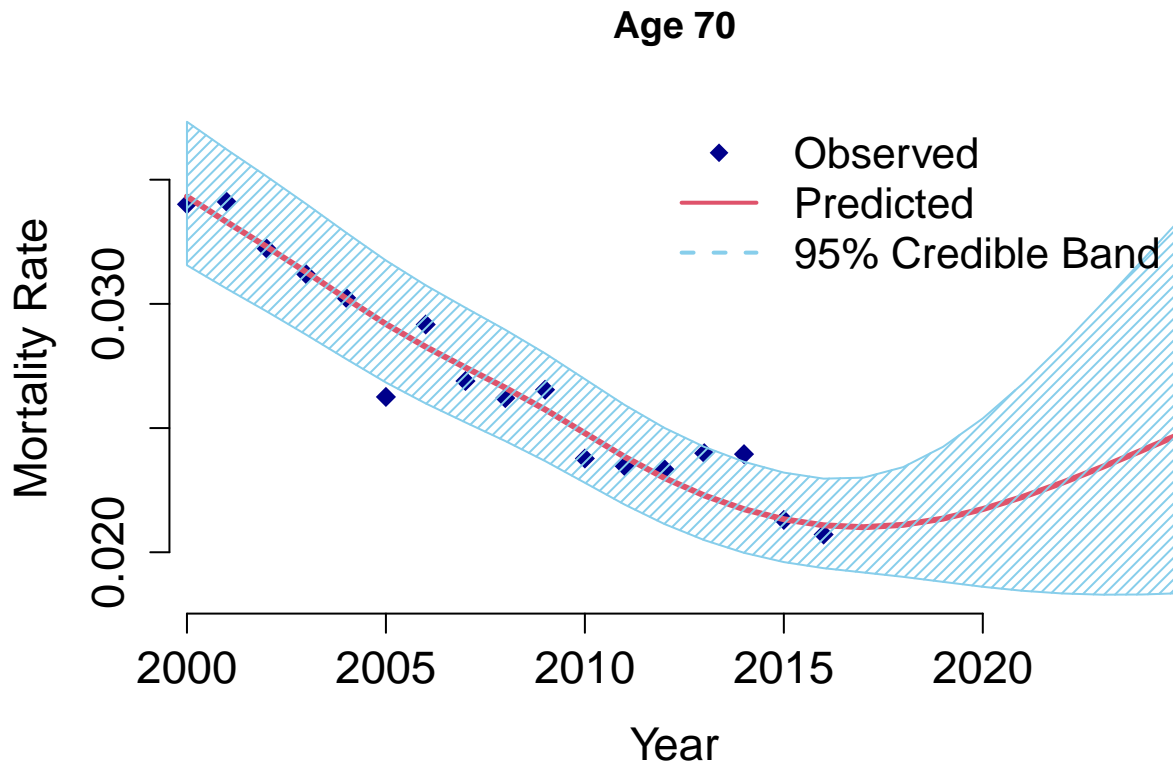 Age 70
Observed
Predicted
95% Credible Band
Mortality Rate
0.030
0.020
2000 2005 2010 2015 2020
Year